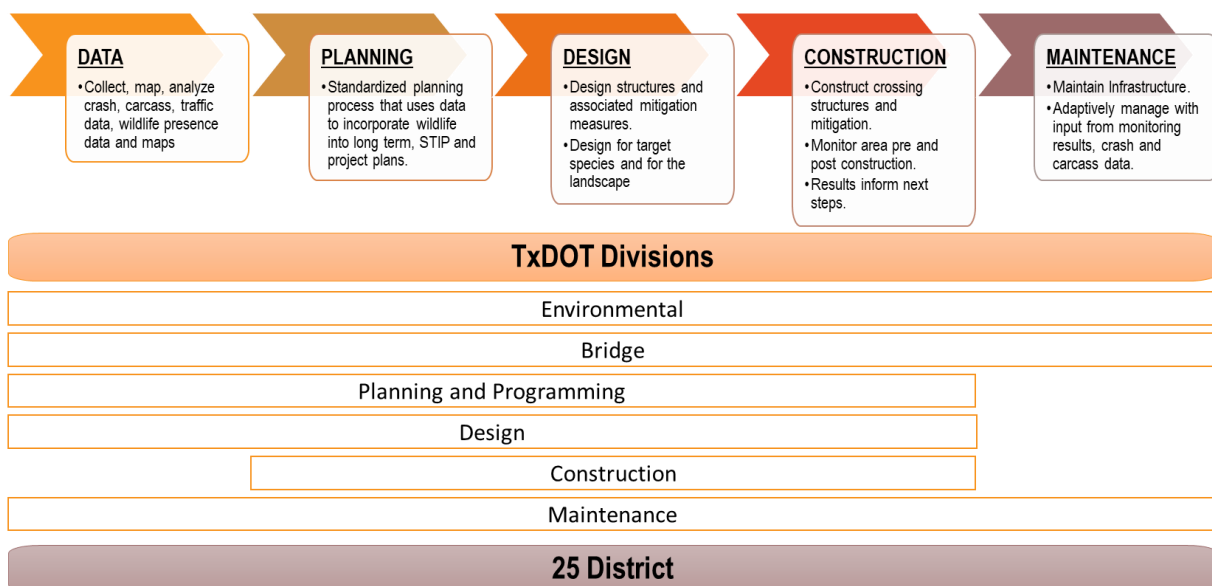 DATA
•Collect, map, analyze
crash, carcass, traffic
data, wildlife presence
data and maps
PLANNING
•Standardized planning
process that uses data
to incorporate wildlife
into long term, STIP and
project plans.
DESIGN
•Design structures and
associated mitigation
measures.
•Design for target
species and for the
landscape
CONSTRUCTION
•Construct crossing
structures and
mitigation.
•Monitor area pre and
post construction.
•Results inform next
steps.
MAINTENANCE
•Maintain Infrastructure.
•Adaptively manage with
input from monitoring
results, crash and
carcass data.
TxDOT Divisions
Environmental
Bridge
Planning and Programming
Design
Construction
Maintenance
25 District